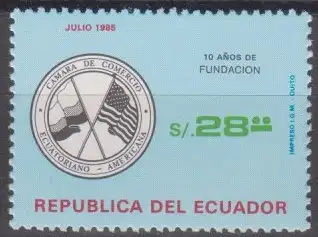 JULIO 1985
10 AÑOS DE
FUNDACION
CAMARA DE COMERCIO
ECUATORIANO - AMERICANA
S/.28.00
IMPRESO I.G.M. - QUITO
REPUBLICA DEL ECUADOR